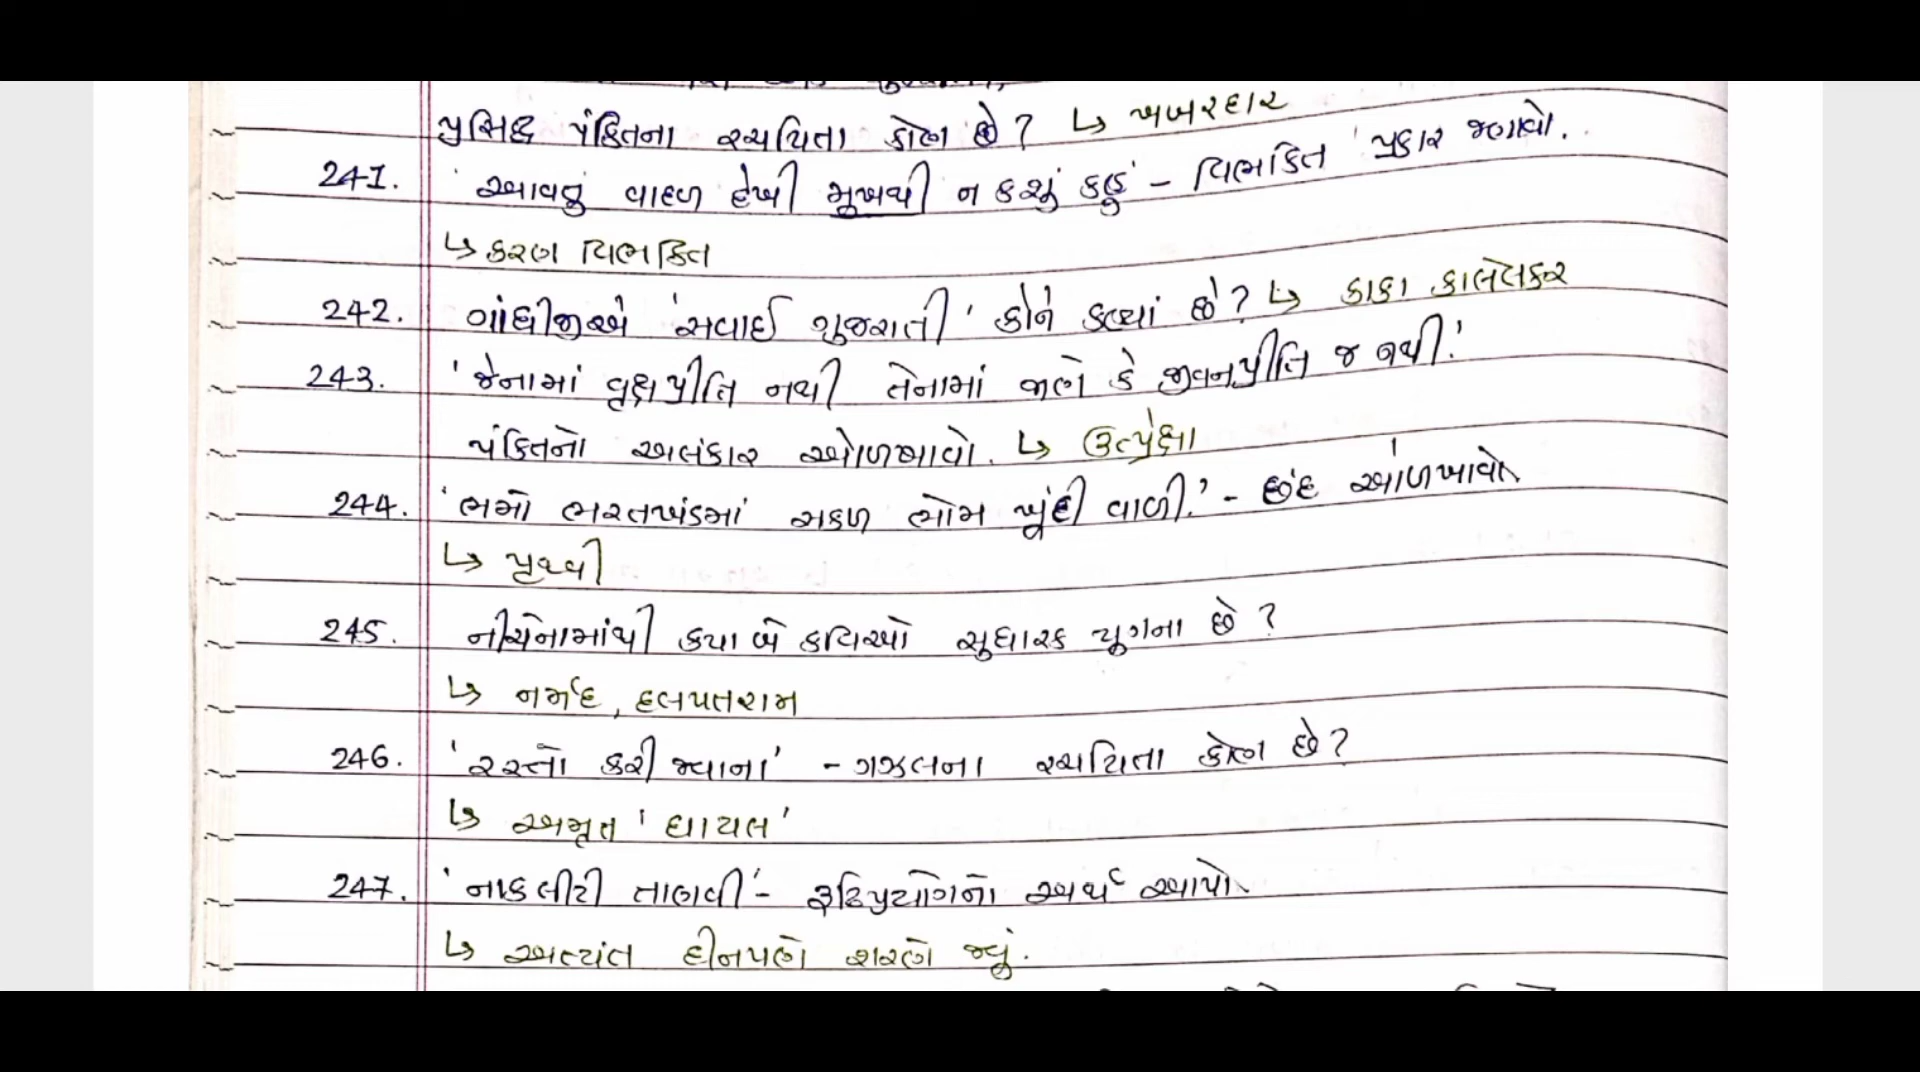 પ્રસિદ્ધ પંક્તિના રચયિતા કોણ છે? ↳ ખબરદાર
241. 'આવતું વાદળ દેખી મુખથી ન કશું કહ્યું - વિભક્તિ પ્રકાર જણાવો.
↳ કરણ વિભક્તિ
242. ગાંધીજીએ 'સવાઈ ગુજરાતી' કોને કહ્યાં છે? ↳ કાકા કાલેલકર
243. 'જેનામાં વૃક્ષપ્રીતિ નથી તેનામાં જાણે કે જીવનપ્રીતિ જ નથી.'
પંક્તિનો અલંકાર ઓળખાવો. ↳ ઉત્પ્રેક્ષા
244. 'ભમો ભરતખંડમાં સકળ ભોમ ખૂંદી વાળી.' - છંદ ઓળખાવો.
↳ પૃથ્વી
245. નીચેનામાંથી કયા બે કવિઓ સુધારક યુગના છે?
↳ નર્મદ, દલપતરામ
246. 'રસ્તો કરી જવાના' - ગઝલના રચયિતા કોણ છે?
↳ અમૃત 'ઘાયલ'
247. 'નાકલીટી તાણવી' - રૂઢિપ્રયોગનો અર્થ આપો.
↳ અત્યંત દીનપણે શરણે જવું.